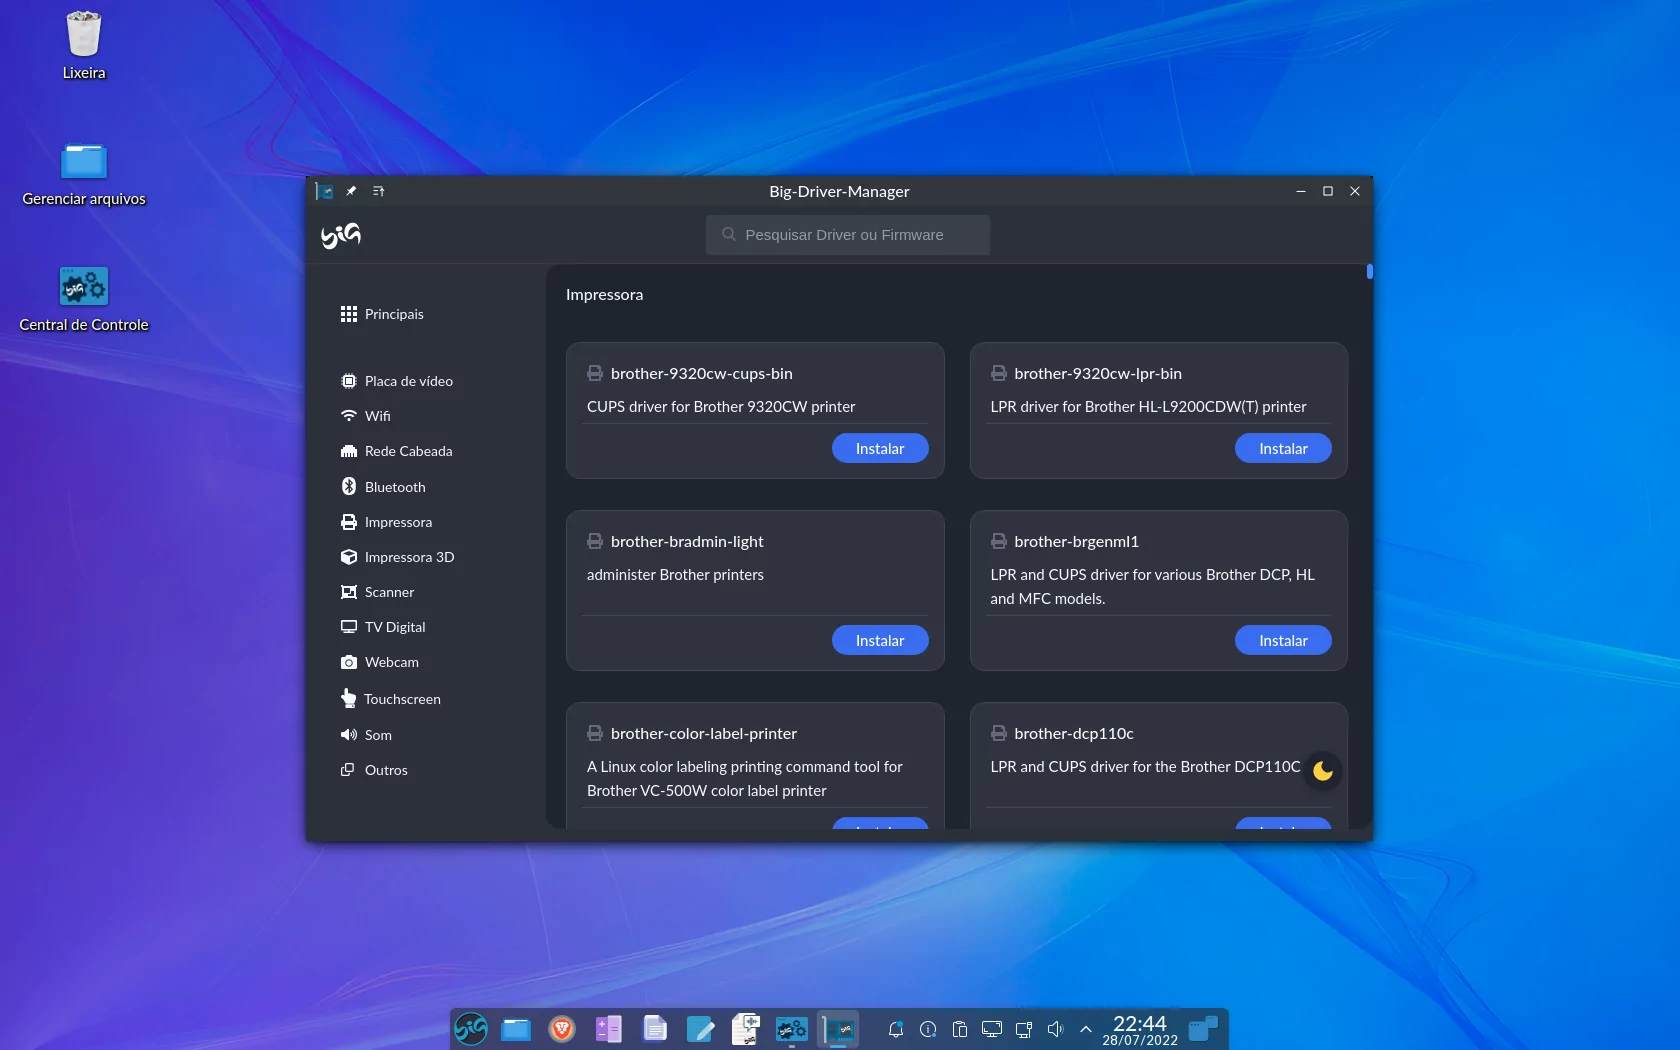 Lixeira
Gerenciar arquivos
Central de Controle
Big-Driver-Manager
BIG
Pesquisar Driver ou Firmware
Principais
Placa de vídeo
Wifi
Rede Cabeada
Bluetooth
Impressora
Impressora 3D
Scanner
TV Digital
Webcam
Touchscreen
Som
Outros
Impressora
brother-9320cw-cups-bin
CUPS driver for Brother 9320CW printer
Instalar
brother-9320cw-lpr-bin
LPR driver for Brother HL-L9200CDW(T) printer
Instalar
brother-bradmin-light
administer Brother printers
Instalar
brother-brgenml1
LPR and CUPS driver for various Brother DCP, HL
and MFC models.
Instalar
brother-color-label-printer
A Linux color labeling printing command tool for
Brother VC-500W color label printer
brother-dcp110c
LPR and CUPS driver for the Brother DCP110C
22:44
28/07/2022